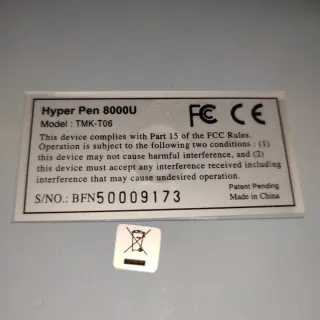 Hyper Pen 8000U
Model : TMK-T06
FC CE
This device complies with Part 15 of the FCC Rules.
Operation is subject to the following two conditions : (1)
this device may not cause harmful interference, and (2)
this device must accept any interference received including
interference that may cause undesired operation.
Patent Pending
S/NO.: BFN50009173
Made in China